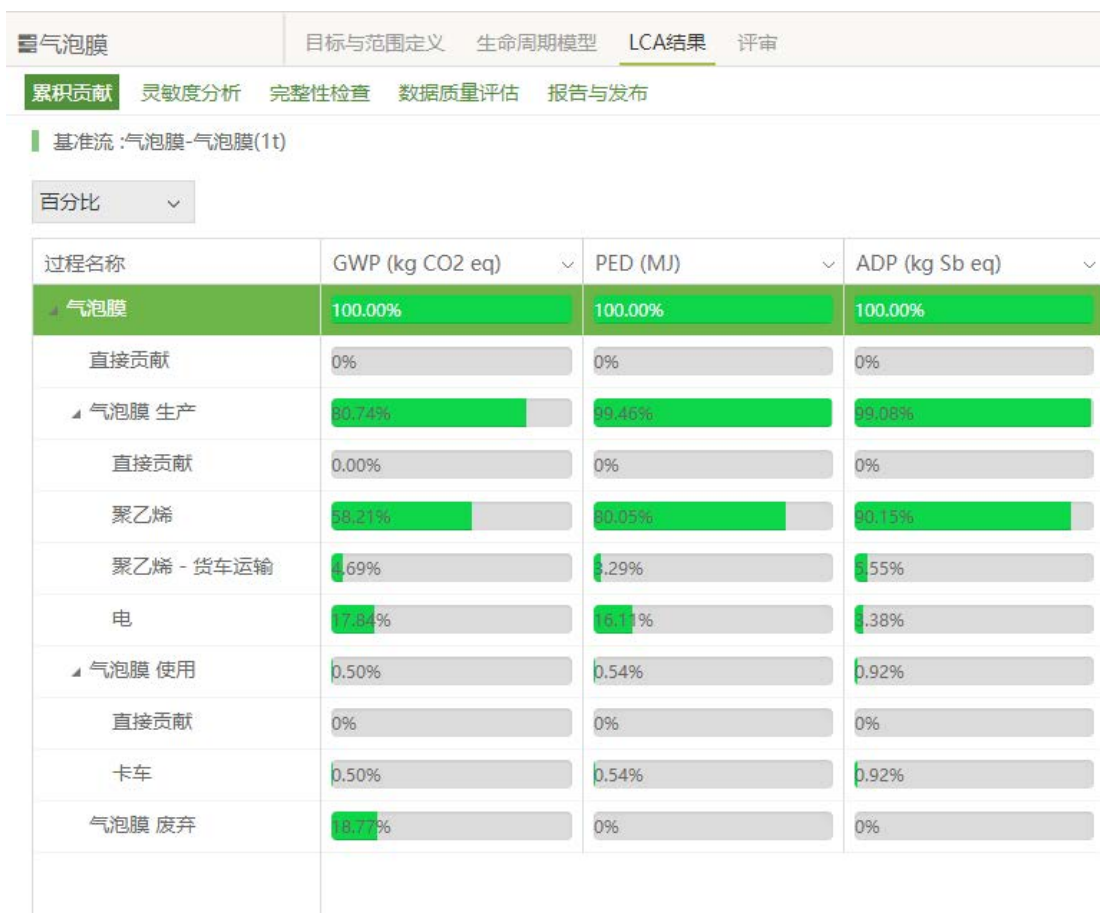 气泡膜 目标与范围定义 生命周期模型 LCA结果 评审
累积贡献 灵敏度分析 完整性检查 数据质量评估 报告与发布
基准流 :气泡膜-气泡膜(1t)
百分比
过程名称 GWP (kg CO2 eq) PED (MJ) ADP (kg Sb eq)
气泡膜 100.00% 100.00% 100.00%
直接贡献 0% 0% 0%
气泡膜 生产 80.74% 99.46% 99.08%
直接贡献 0.00% 0% 0%
聚乙烯 58.21% 80.05% 90.15%
聚乙烯 - 货车运输 4.69% 3.29% 5.55%
电 17.84% 16.11% 3.38%
气泡膜 使用 0.50% 0.54% 0.92%
直接贡献 0% 0% 0%
卡车 0.50% 0.54% 0.92%
气泡膜 废弃 18.77% 0% 0%